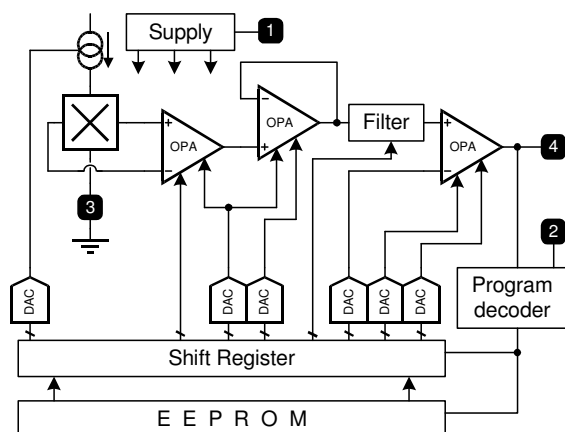 Supply
1
OPA
OPA
Filter
OPA
4
3
2
DAC
DAC
DAC
DAC
DAC
DAC
Program
decoder
Shift Register
E E P R O M